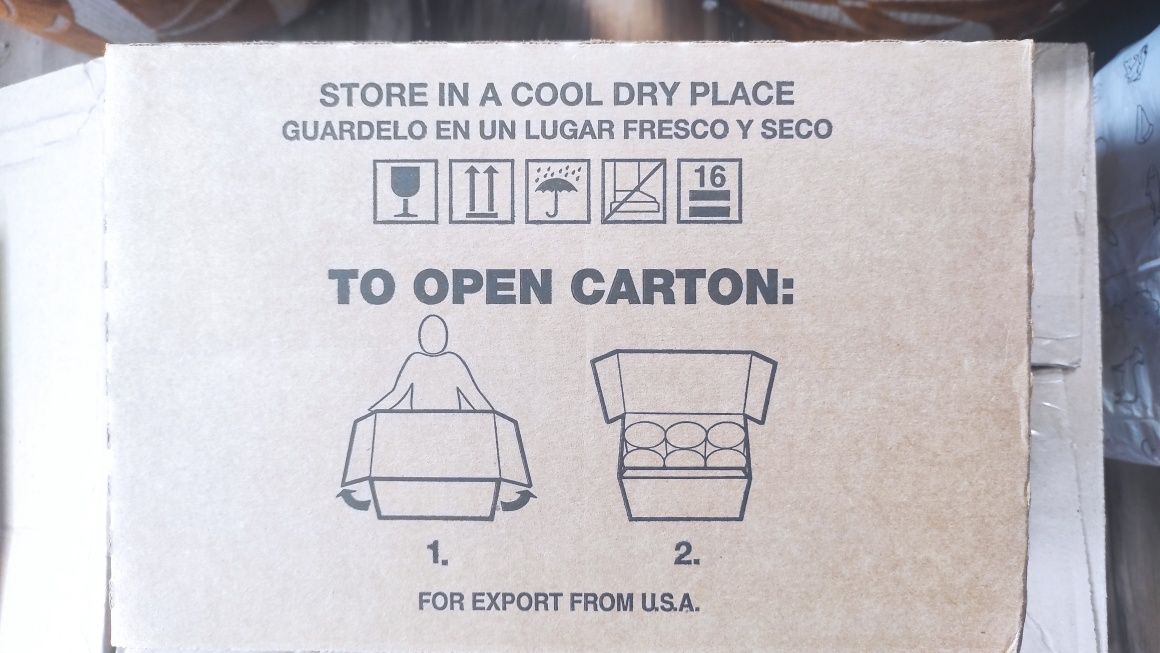 STORE IN A COOL DRY PLACE
GUARDELO EN UN LUGAR FRESCO Y SECO
16
TO OPEN CARTON:
1.
2.
FOR EXPORT FROM U.S.A.